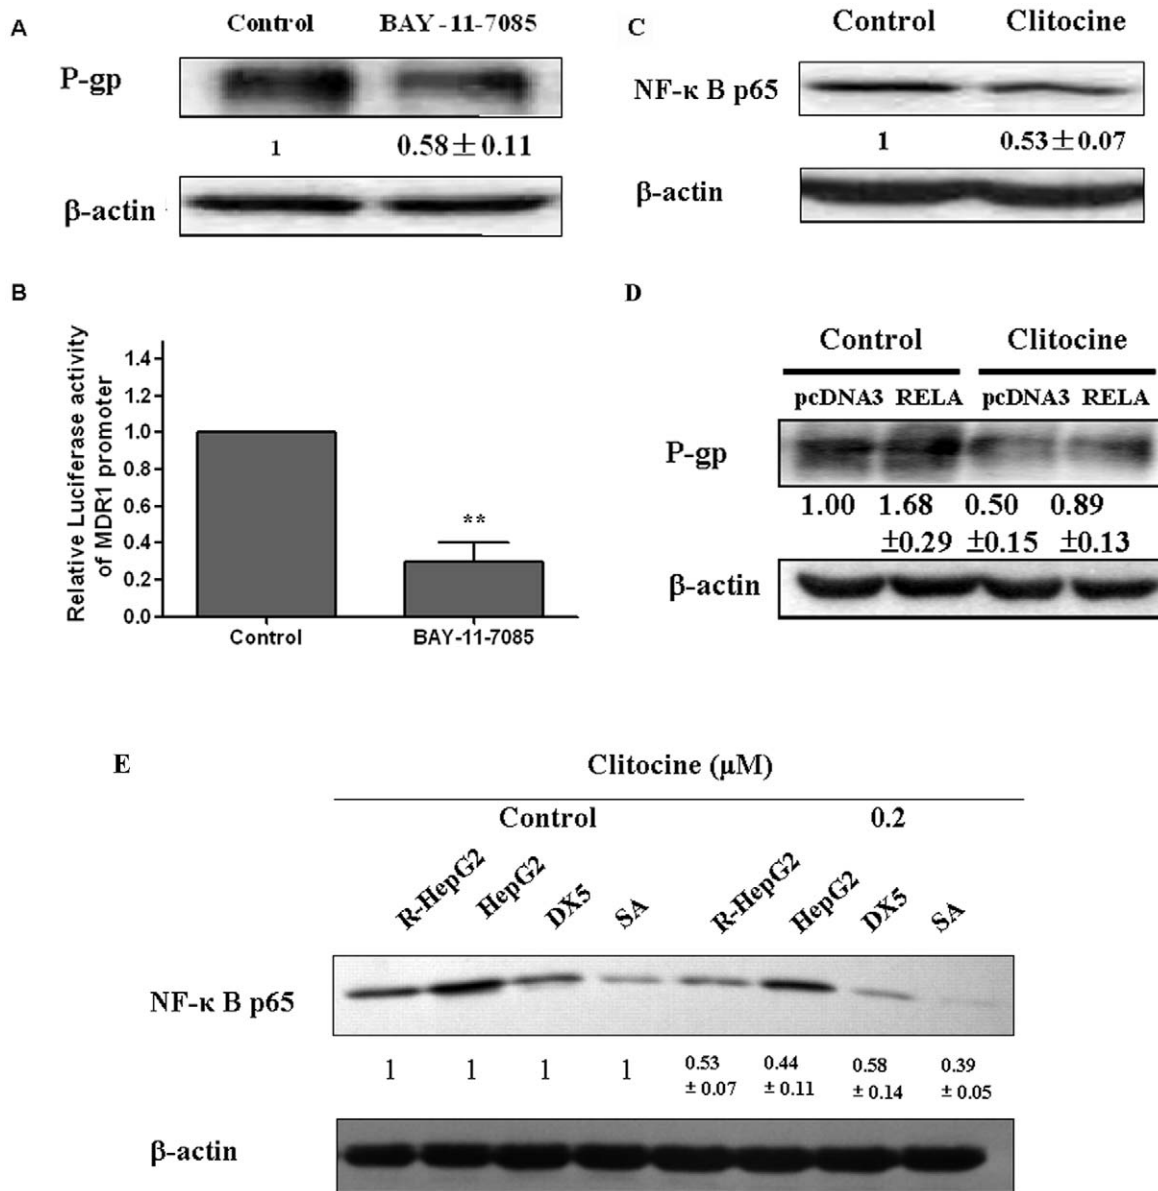 A
Control BAY -11-7085
P-gp
1 0.58±0.11
β-actin
C
Control Clitocine
NF-κ B p65
1 0.53±0.07
β-actin
B
Relative Luciferase activity
of MDR1 promoter
1.4
1.2
1.0
0.8
0.6
0.4
0.2
0.0
**
Control BAY-11-7085
D
Control Clitocine
pcDNA3 RELA pcDNA3 RELA
P-gp
1.00 1.68 0.50 0.89
±0.29 ±0.15 ±0.13
β-actin
E
Clitocine (μM)
Control 0.2
R-HepG2 HepG2 DX5 SA R-HepG2 HepG2 DX5 SA
NF-κ B p65
1 1 1 1 0.53 0.44 0.58 0.39
± 0.07 ± 0.11 ± 0.14 ± 0.05
β-actin